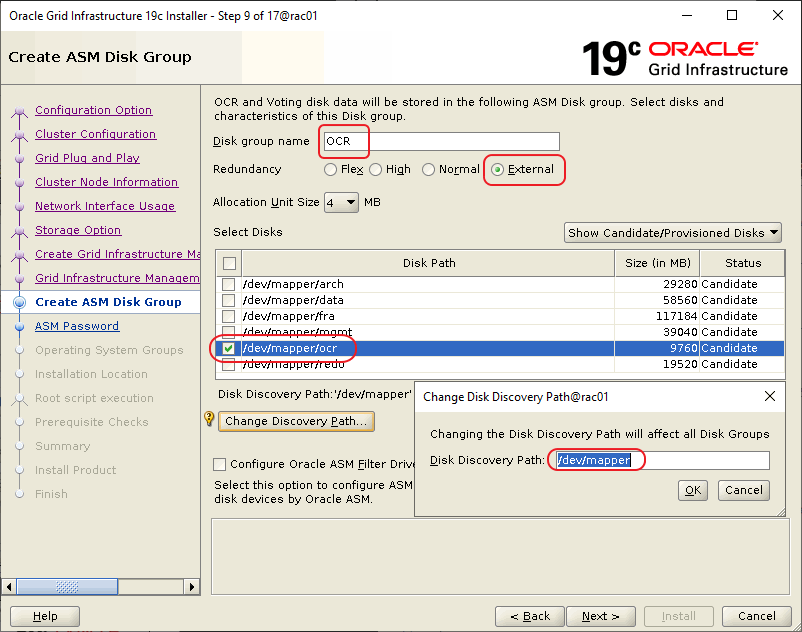 Oracle Grid Infrastructure 19c Installer - Step 9 of 17@rac01
Create ASM Disk Group
19c ORACLE
Grid Infrastructure
Configuration Option
Cluster Configuration
Grid Plug and Play
Cluster Node Information
Network Interface Usage
Storage Option
Create Grid Infrastructure Ma
Grid Infrastructure Managem
Create ASM Disk Group
ASM Password
Operating System Groups
Installation Location
Root script execution
Prerequisite Checks
Summary
Install Product
Finish
OCR and Voting disk data will be stored in the following ASM Disk group. Select disks and
characteristics of this Disk group.
Disk group name OCR
Redundancy Flex High Normal External
Allocation Unit Size 4 MB
Select Disks Show Candidate/Provisioned Disks
Disk Path Size (in MB) Status
/dev/mapper/arch 29280 Candidate
/dev/mapper/data 58560 Candidate
/dev/mapper/fra 117184 Candidate
/dev/mapper/mgmt 39040 Candidate
/dev/mapper/ocr 9760 Candidate
/dev/mapper/redo 19520 Candidate
Disk Discovery Path:'/dev/mapper'
Change Discovery Path...
Configure Oracle ASM Filter Drive
Select this option to configure ASM
disk devices by Oracle ASM.
Change Disk Discovery Path@rac01
Changing the Disk Discovery Path will affect all Disk Groups
Disk Discovery Path: /dev/mapper
OK Cancel
Help < Back Next > Install Cancel